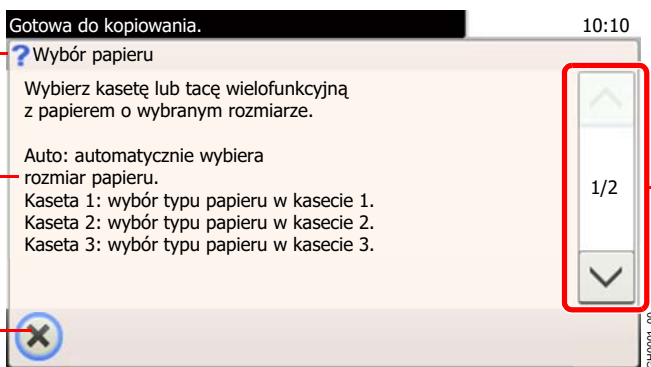 Gotowa do kopiowania.
10:10
?Wybór papieru
Wybierz kasetę lub tacę wielofunkcyjną
z papierem o wybranym rozmiarze.
Auto: automatycznie wybiera
rozmiar papieru.
Kaseta 1: wybór typu papieru w kasecie 1.
Kaseta 2: wybór typu papieru w kasecie 2.
Kaseta 3: wybór typu papieru w kasecie 3.
1/2